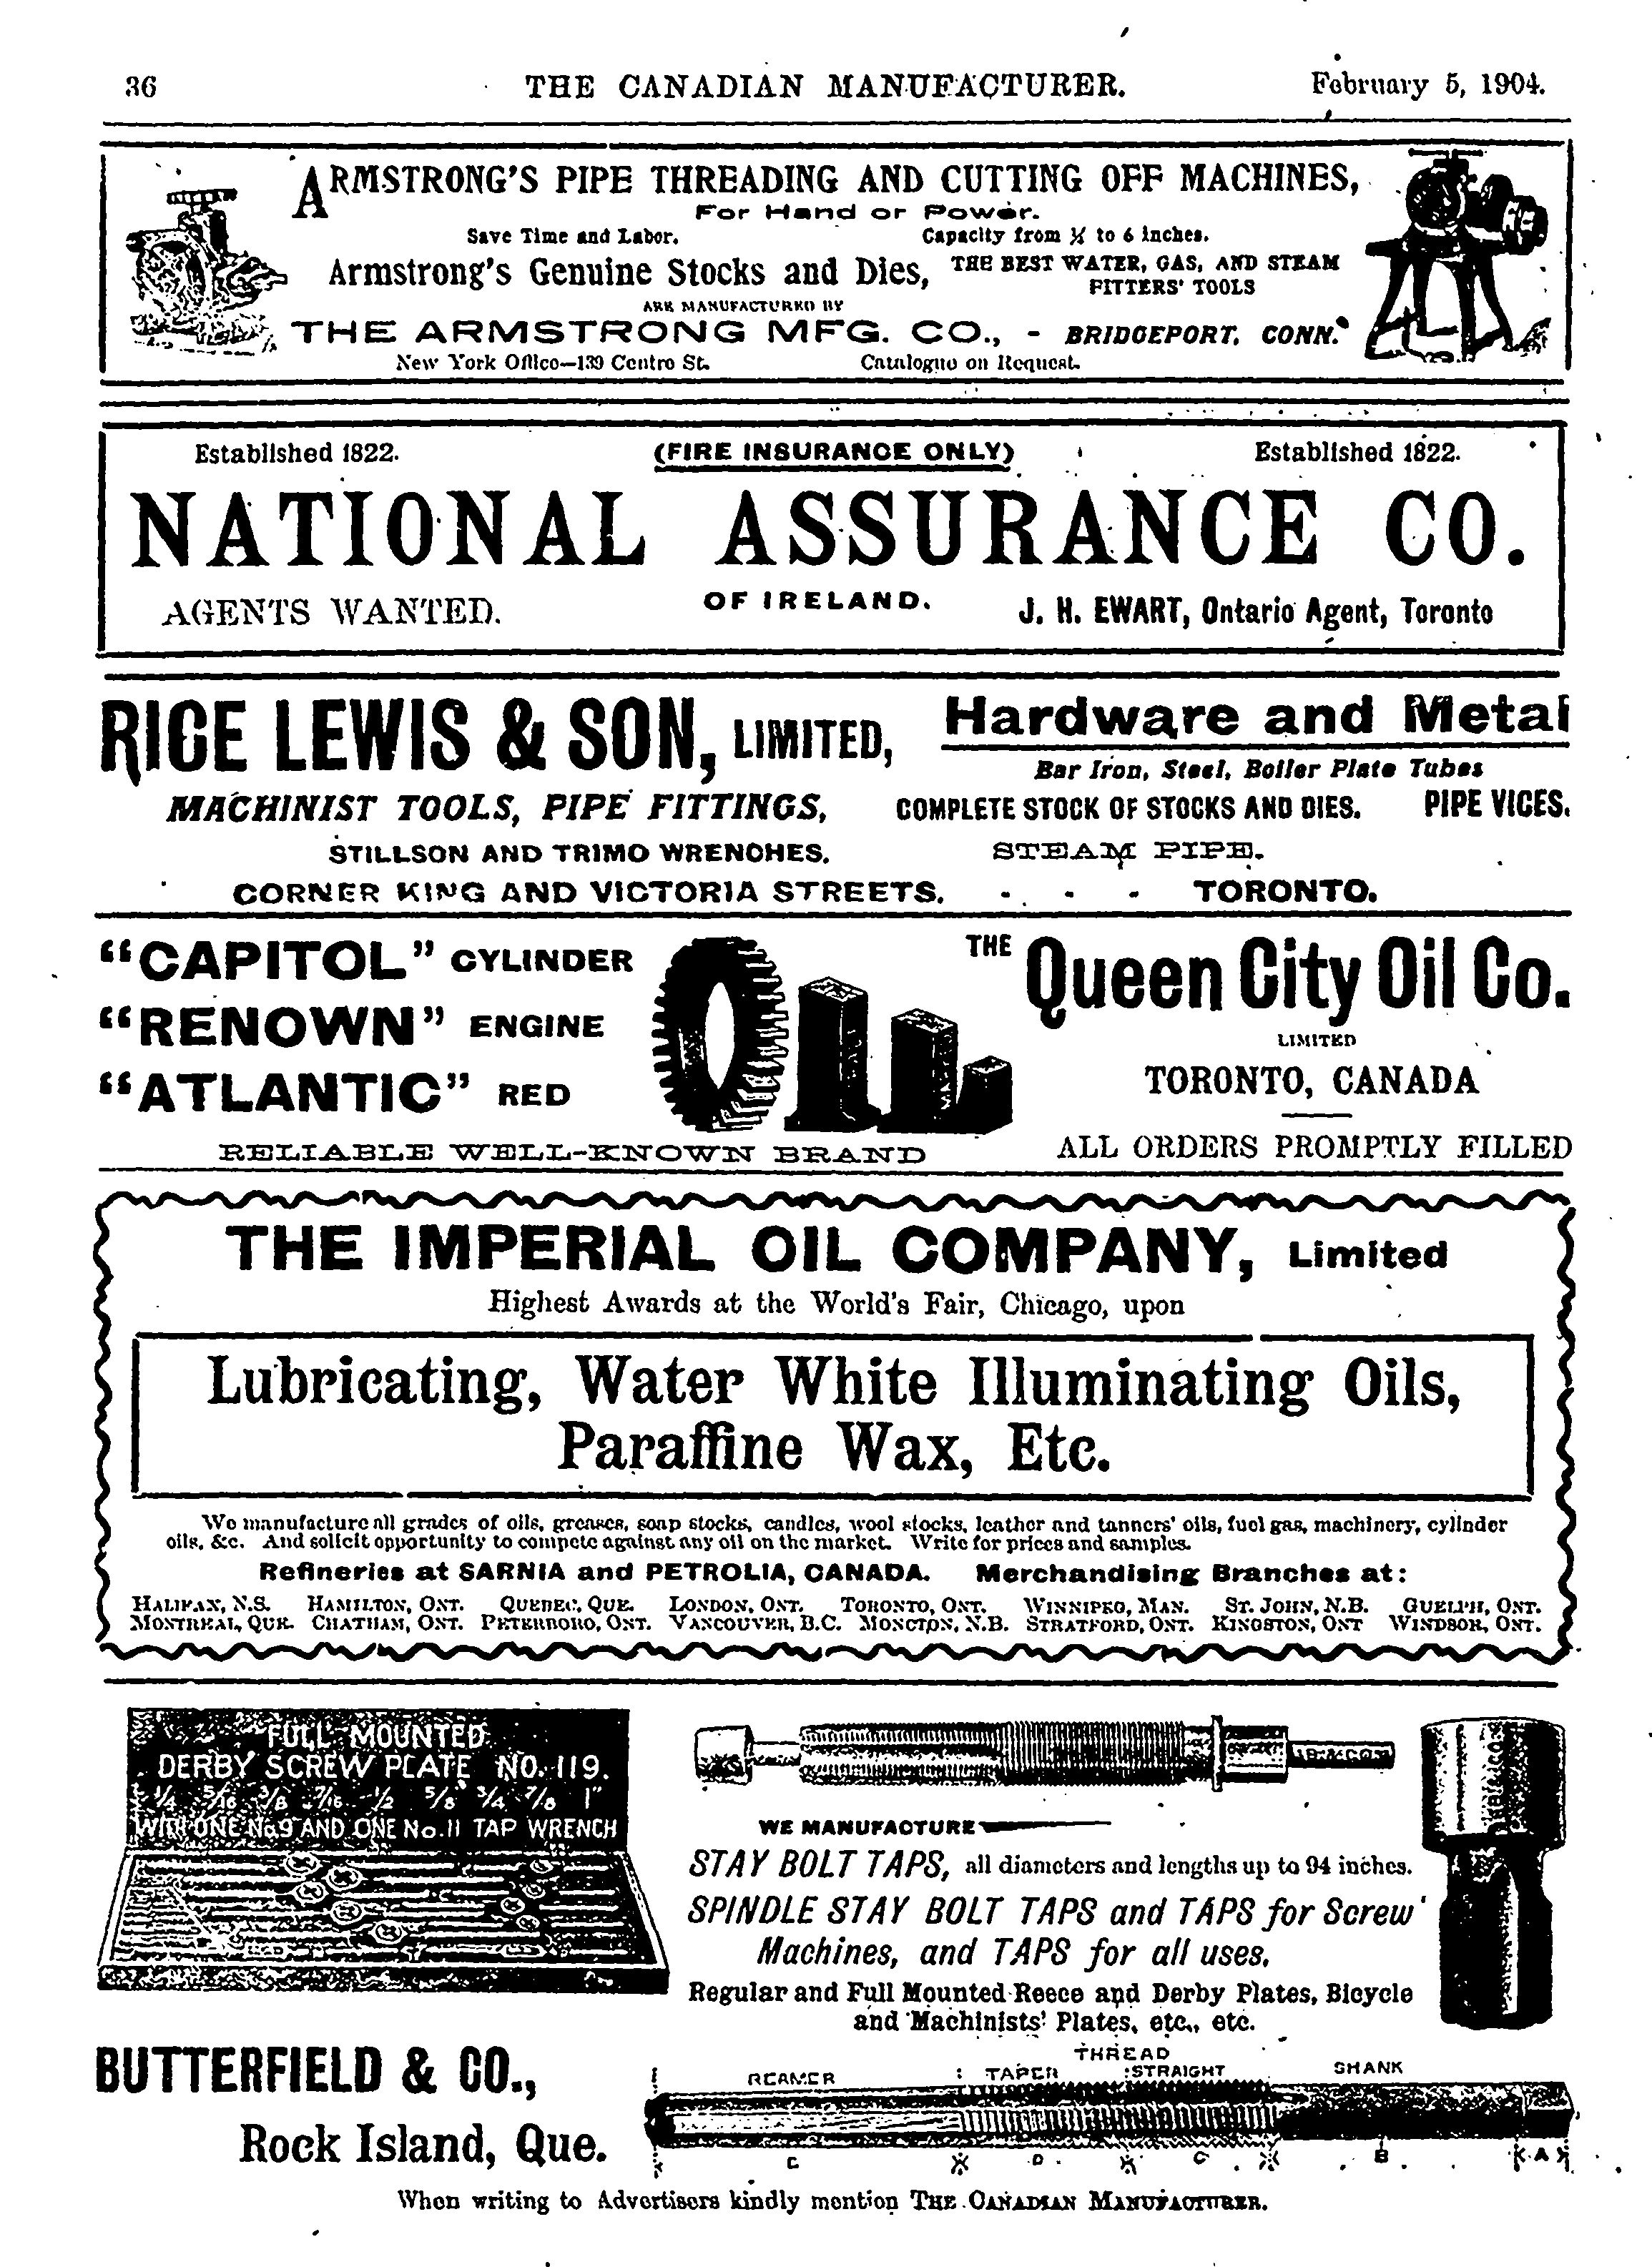 36 THE CANADIAN MANUFACTURER. February 5, 1904.
ARMSTRONG'S PIPE THREADING AND CUTTING OFF MACHINES,
For Hand or Power.
Save Time and Labor. Capacity from ¼ to 6 inches.
Armstrong's Genuine Stocks and Dies, THE BEST WATER, GAS, AND STEAM
FITTERS' TOOLS
ARE MANUFACTURED BY
THE ARMSTRONG MFG. CO., - BRIDGEPORT, CONN.
New York Office—139 Centre St. Catalogue on Request.
Established 1822. (FIRE INSURANCE ONLY) Established 1822.
NATIONAL ASSURANCE CO.
AGENTS WANTED. OF IRELAND. J. H. EWART, Ontario Agent, Toronto
RICE LEWIS & SON, LIMITED, Hardware and Metal
Bar Iron, Steel, Boiler Plate Tubes
MACHINIST TOOLS, PIPE FITTINGS, COMPLETE STOCK OF STOCKS AND DIES. PIPE VICES.
STILLSON AND TRIMO WRENCHES. STEAM PIPE.
CORNER KING AND VICTORIA STREETS. - - - TORONTO.
"CAPITOL" CYLINDER
"RENOWN" ENGINE
"ATLANTIC" RED
OIL
RELIABLE WELL-KNOWN BRAND
THE Queen City Oil Co.
LIMITED
TORONTO, CANADA
ALL ORDERS PROMPTLY FILLED
THE IMPERIAL OIL COMPANY, Limited
Highest Awards at the World's Fair, Chicago, upon
Lubricating, Water White Illuminating Oils,
Paraffine Wax, Etc.
We manufacture all grades of oils, greases, soap stocks, candles, wool stocks, leather and tanners' oils, fuel gas, machinery, cylinder
oils, &c. And solicit opportunity to compete against any oil on the market. Write for prices and samples.
Refineries at SARNIA and PETROLIA, CANADA. Merchandising Branches at:
HALIFAX, N.S. HAMILTON, ONT. QUEBEC, QUE. LONDON, ONT. TORONTO, ONT. WINNIPEG, MAN. ST. JOHN, N.B. GUELPH, ONT.
MONTREAL, QUE. CHATHAM, ONT. PETERBORO, ONT. VANCOUVER, B.C. MONCTON, N.B. STRATFORD, ONT. KINGSTON, ONT WINDSOR, ONT.
FULL MOUNTED
DERBY SCREW PLATE NO. 119.
1/4 5/16 3/8 7/16 1/2 5/8 3/4 7/8 1"
WITH ONE No.9 AND ONE No.11 TAP WRENCH
WE MANUFACTURE
STAY BOLT TAPS, all diameters and lengths up to 94 inches.
SPINDLE STAY BOLT TAPS and TAPS for Screw
Machines, and TAPS for all uses.
Regular and Full Mounted Reece and Derby Plates, Bicycle
and Machinists' Plates, etc., etc.
BUTTERFIELD & CO.,
Rock Island, Que.
THREAD
REAMER TAPER STRAIGHT SHANK
C D C B A
When writing to Advertisers kindly mention THE CANADIAN MANUFACTURER.